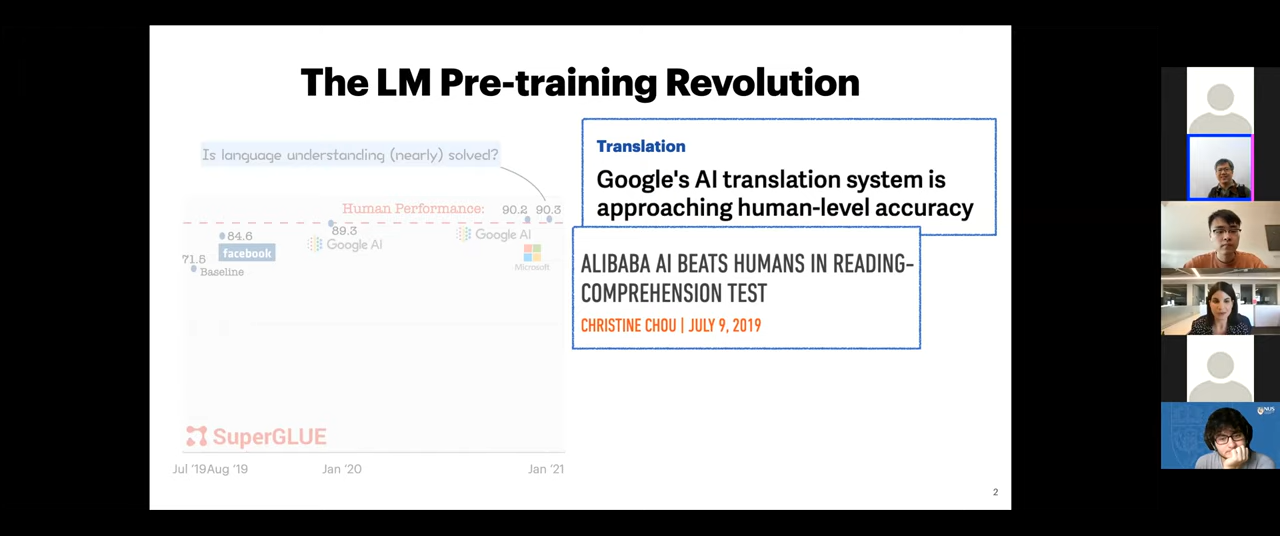 The LM Pre-training Revolution
Is language understanding (nearly) solved?
Human Performance:
90.2
90.3
89.3
84.6
71.5
Baseline
facebook
Google AI
Google AI
Microsoft
SuperGLUE
Jul '19
Aug '19
Jan '20
Jan '21
Translation
Google's AI translation system is
approaching human-level accuracy
ALIBABA AI BEATS HUMANS IN READING-
COMPREHENSION TEST
CHRISTINE CHOU | JULY 9, 2019
2
NUS